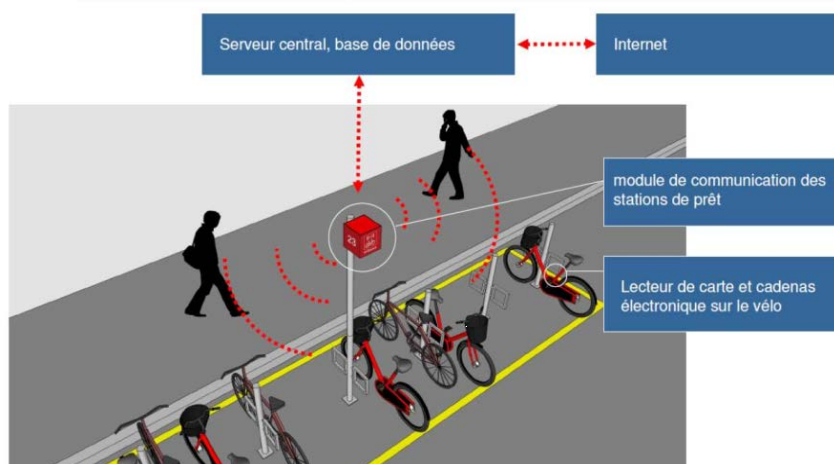 Serveur central, base de données
Internet
module de communication des
stations de prêt
23
Lecteur de carte et cadenas
électronique sur le vélo